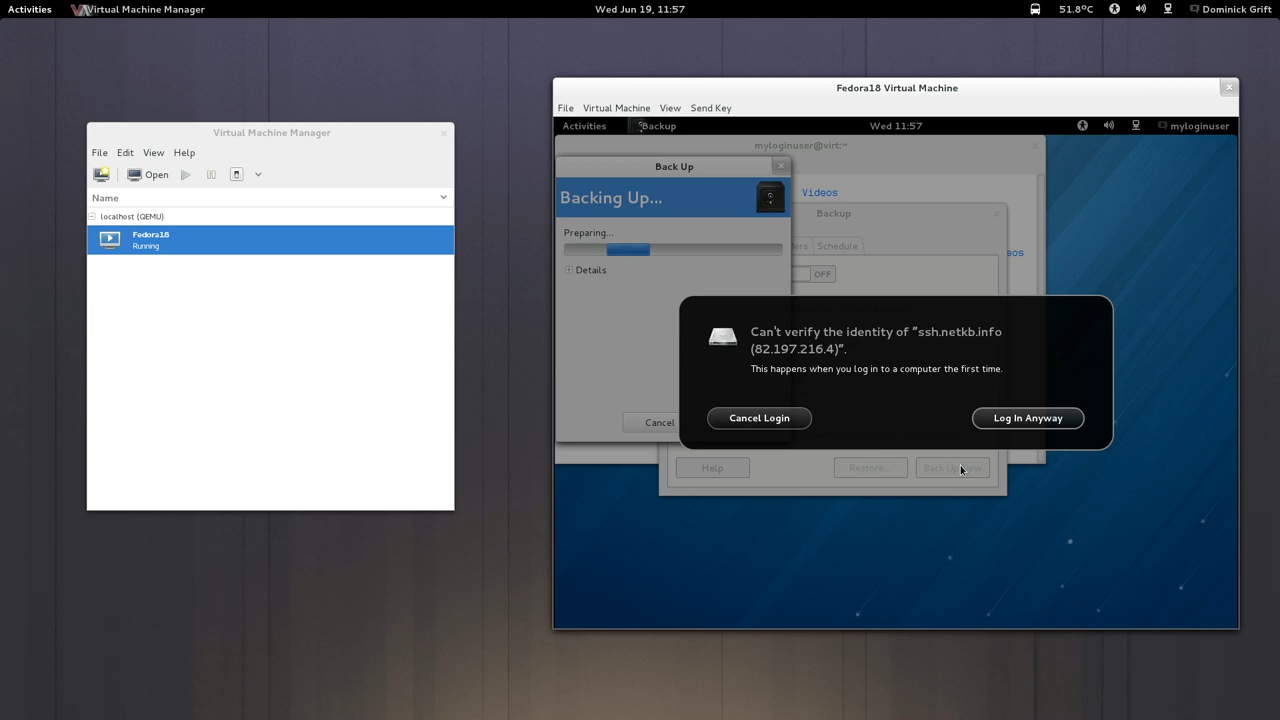 Activities
Virtual Machine Manager
Wed Jun 19, 11:57
51.8°C
Dominick Grift
Virtual Machine Manager
File Edit View Help
Open
Name
localhost (QEMU)
Fedora18
Running
Fedora18 Virtual Machine
File Virtual Machine View Send Key
Activities
Backup
Wed 11:57
myloginuser
myloginuser@virt:~
Videos
Back Up
Backing Up...
Preparing...
Details
Cancel
Backup
Schedule
OFF
Can't verify the identity of “ssh.netkb.info
(82.197.216.4)”.
This happens when you log in to a computer the first time.
Cancel Login
Log In Anyway
Help
Restore...
Back Up Now